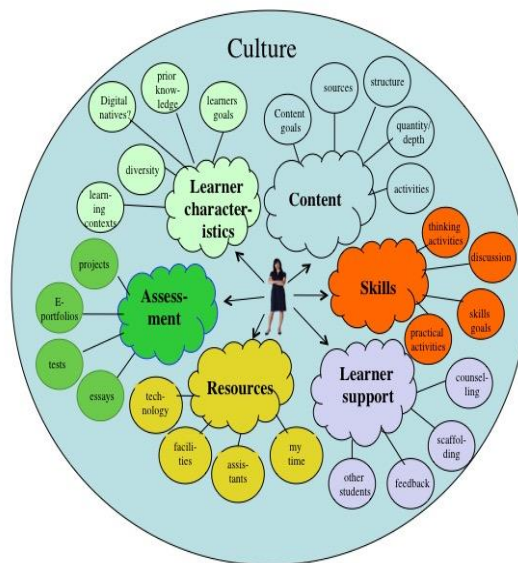 Culture
Digital
natives?
prior
know-
ledge
learners
goals
diversity
learn-
ing
contexts
Learner
character-
istics
Content
goals
sources
structure
quantity/
depth
activities
Content
thinking
activities
discussion
skills
goals
practical
activities
Skills
projects
E-
portfolios
tests
essays
Assess-
ment
Resources
tech-
nology
facili-
ties
assis-
tants
my
time
Learner
support
counsel-
ling
scaffol-
ding
feedback
other
students